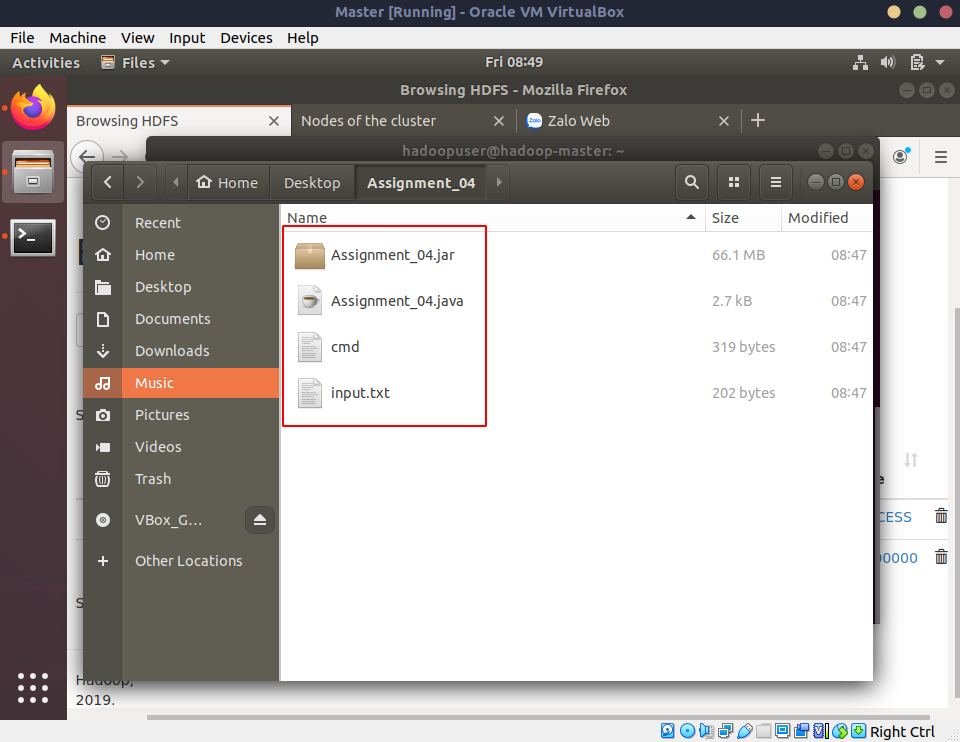 Master [Running] - Oracle VM VirtualBox
File Machine View Input Devices Help
Activities Files Fri 08:49
Browsing HDFS - Mozilla Firefox
Browsing HDFS Nodes of the cluster Zalo Zalo Web
hadoopuser@hadoop-master: ~
Home Desktop Assignment_04
Name Size Modified
Recent
Home
Desktop
Documents
Downloads
Music
Pictures
Videos
Trash
VBox_G...
Other Locations
Assignment_04.jar 66.1 MB 08:47
Assignment_04.java 2.7 kB 08:47
cmd 319 bytes 08:47
input.txt 202 bytes 08:47
CESS
00000
Hadoop,
2019.
Right Ctrl